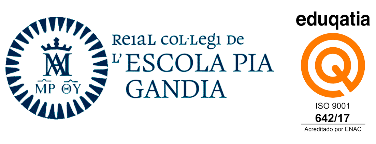 REIAL COL·LEGI DE
L'ESCOLA PIA
GANDIA
MP ΘY
eduqatia
ISO 9001
642/17
Acreditado por ENAC